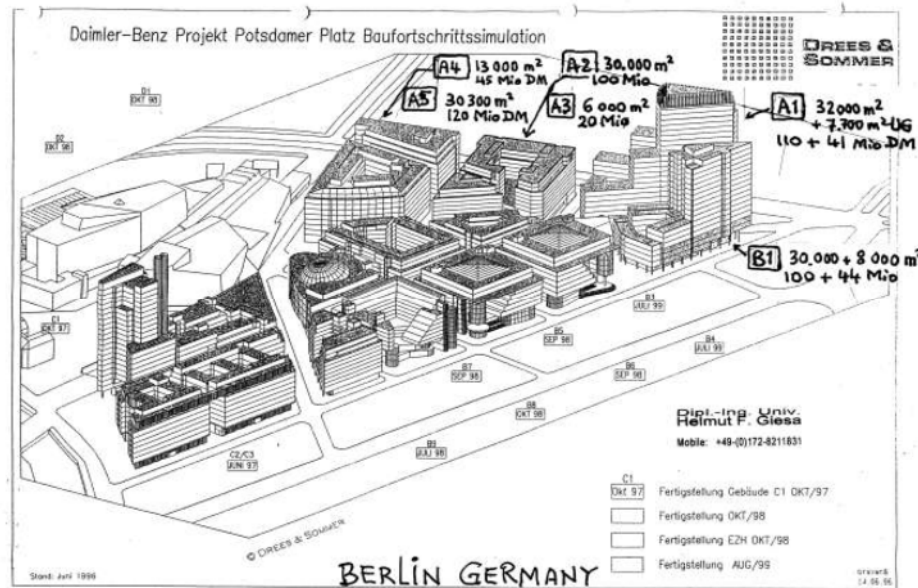 Daimler-Benz Projekt Potsdamer Platz Baufortschrittssimulation
DREES &
SOMMER
A4 13 000 m²
45 Mio DM
A5 30 300 m²
120 Mio DM
A2 30.000 m²
100 Mio
A3 6 000 m²
20 Mio
A1 32 000 m²
+ 7.700 m² UG
110 + 41 Mio DM
B1 30.000 + 8 000 m²
100 + 44 Mio
D1
OKT 98
D2
OKT 98
C1
OKT 97
B3
JULI 99
B4
JULI 99
B5
SEP 98
B6
SEP 98
B7
SEP 98
B8
OKT 98
B9
JULI 98
C2/C3
JUNI 97
Dipl.-Ing. Univ.
Helmut F. Giesa
Mobile: +49-(0)172-8211831
C1
Okt 97 Fertigstellung Gebäude C1 OKT/97
Fertigstellung OKT/98
Fertigstellung EZH OKT/98
Fertigstellung AUG/99
© DREES & SOMMER
Stand: Juni 1996
BERLIN GERMANY